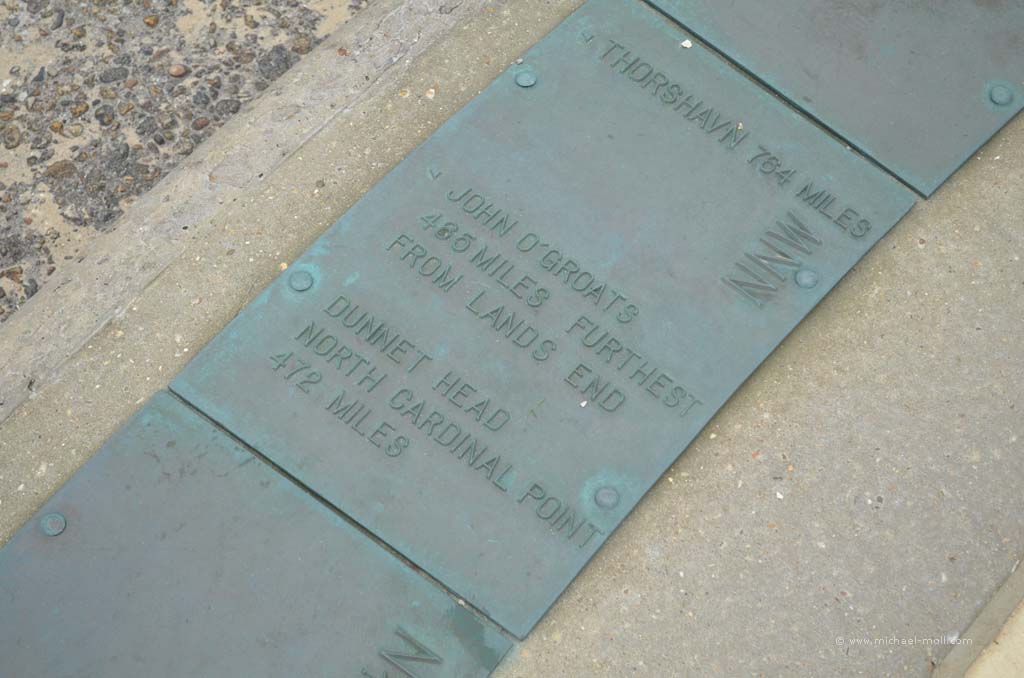 THORSHAVN 764 MILES
NNW
JOHN O'GROATS
485 MILES FURTHEST
FROM LANDS END
DUNNET HEAD
NORTH CARDINAL POINT
472 MILES
N
© www.michael-moll.com